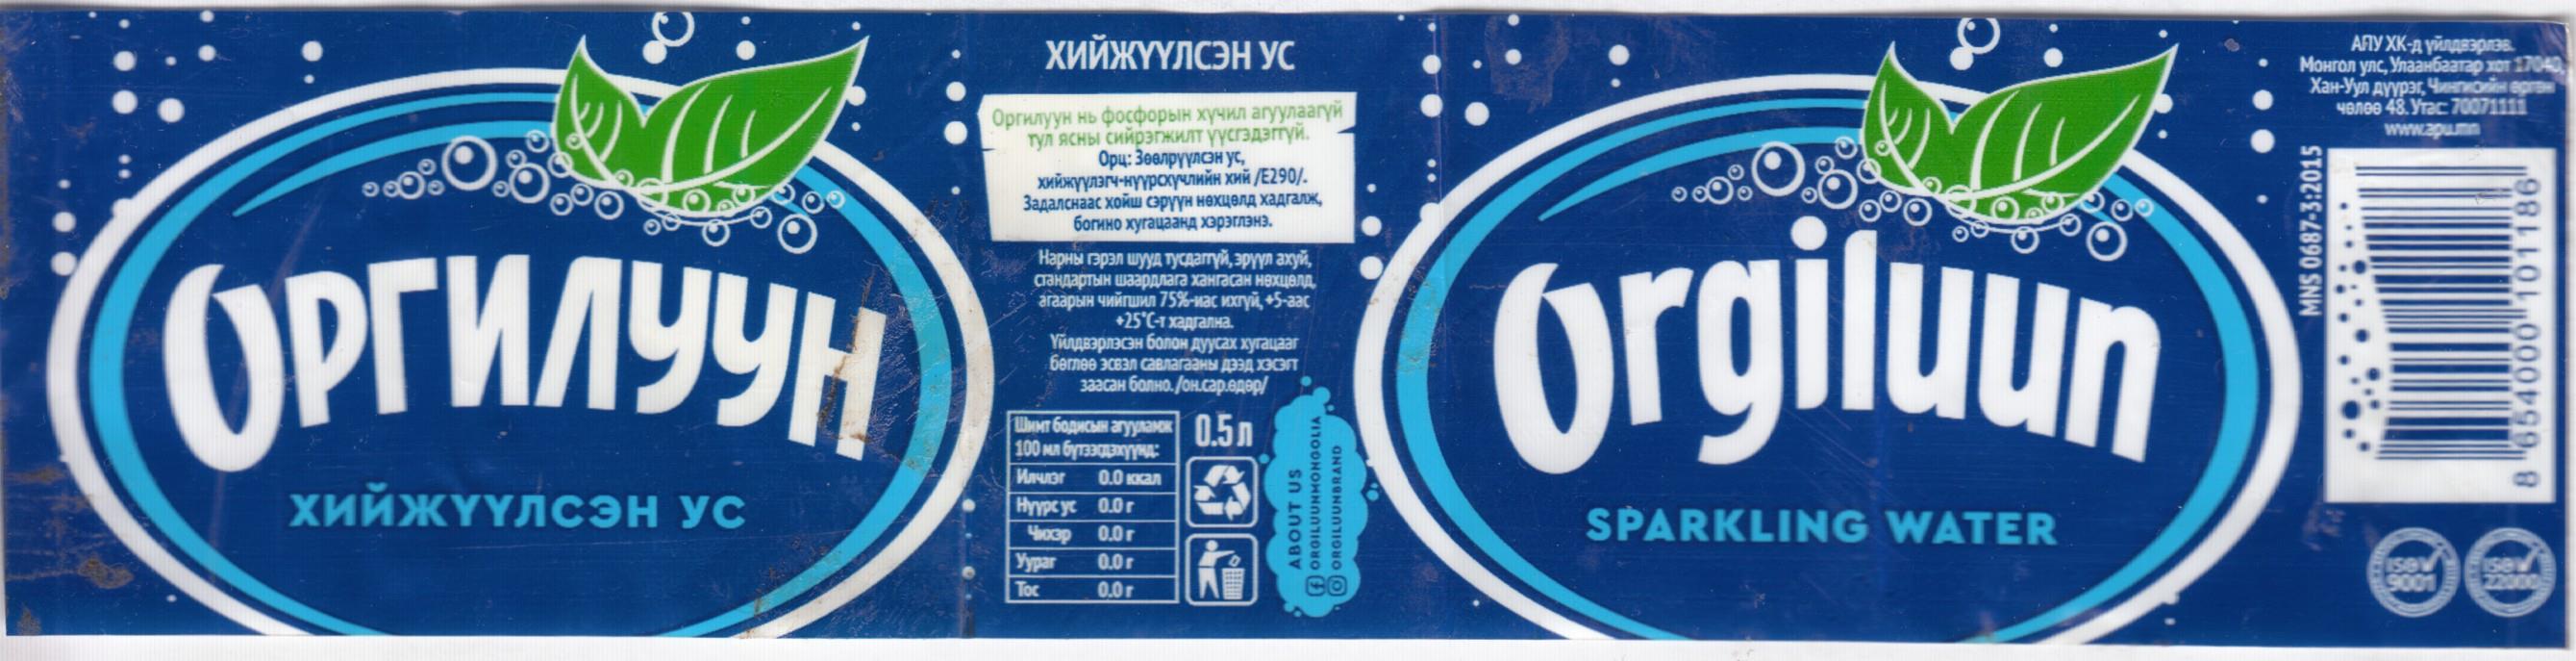 ОРГИЛУУН
ХИЙЖҮҮЛСЭН УС
ХИЙЖҮҮЛСЭН УС
Оргилуун нь фосфорын хүчил агуулаагүй
тул ясны сийрэгжилт үүсгэдэггүй.
Орц: Зөөлрүүлсэн ус,
хийжүүлэгч-нүүрсхүчлийн хий /E290/.
Задалснаас хойш сэрүүн нөхцөлд хадгалж,
богино хугацаанд хэрэглэнэ.
Нарны гэрэл шууд тусдаггүй, эрүүл ахуй,
стандартын шаардлага хангасан нөхцөлд,
агаарын чийгшил 75%-иас ихгүй, +5-аас
+25°C-т хадгална.
Үйлдвэрлэсэн болон дуусах хугацааг
бөглөө эсвэл савлагааны дээд хэсэгт
заасан болно. /он.сар.өдөр/
Шимт бодисын агууламж
100 мл бүтээгдэхүүнд:
Илчлэг 0.0 ккал
Нүүрс ус 0.0 г
Чихэр 0.0 г
Уураг 0.0 г
Тос 0.0 г
0.5 л
ABOUT US
ORGILUUNMONGOLIA
ORGILUUNBRAND
Orgiluun
SPARKLING WATER
АПУ ХК-д үйлдвэрлэв.
Монгол улс, Улаанбаатар хот 17040,
Хан-Уул дүүрэг, Чингисийн өргөн
чөлөө 48. Утас: 70071111
www.apu.mn
MNS 0687-3:2015
8 654000 101186
ISO 9001
ISO 22000